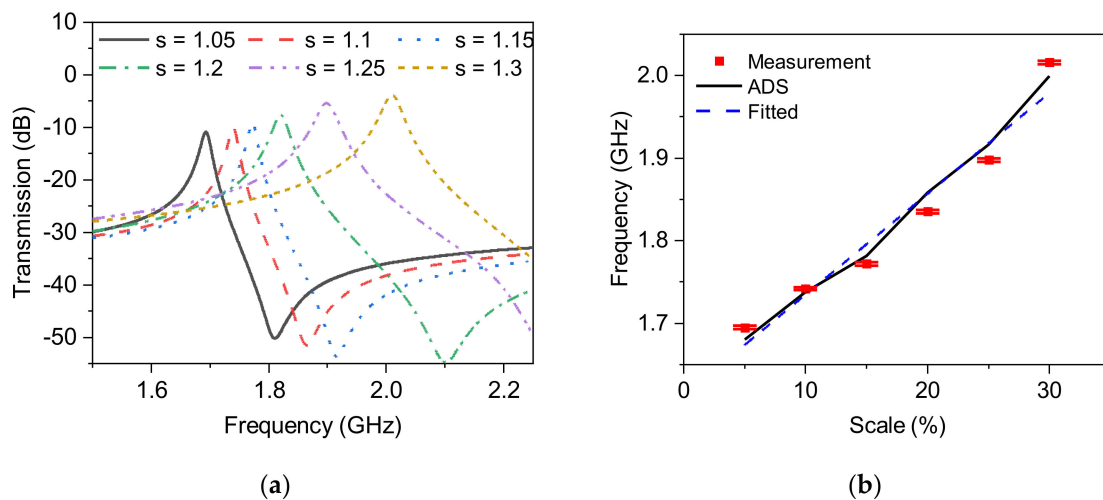 10
0
-10
-20
-30
-40
-50
Transmission (dB)
s = 1.05 s = 1.1 s = 1.15
s = 1.2 s = 1.25 s = 1.3
1.6 1.8 2.0 2.2
Frequency (GHz)
(a)
2.0
1.9
1.8
1.7
Frequency (GHz)
Measurement
ADS
Fitted
0 10 20 30
Scale (%)
(b)